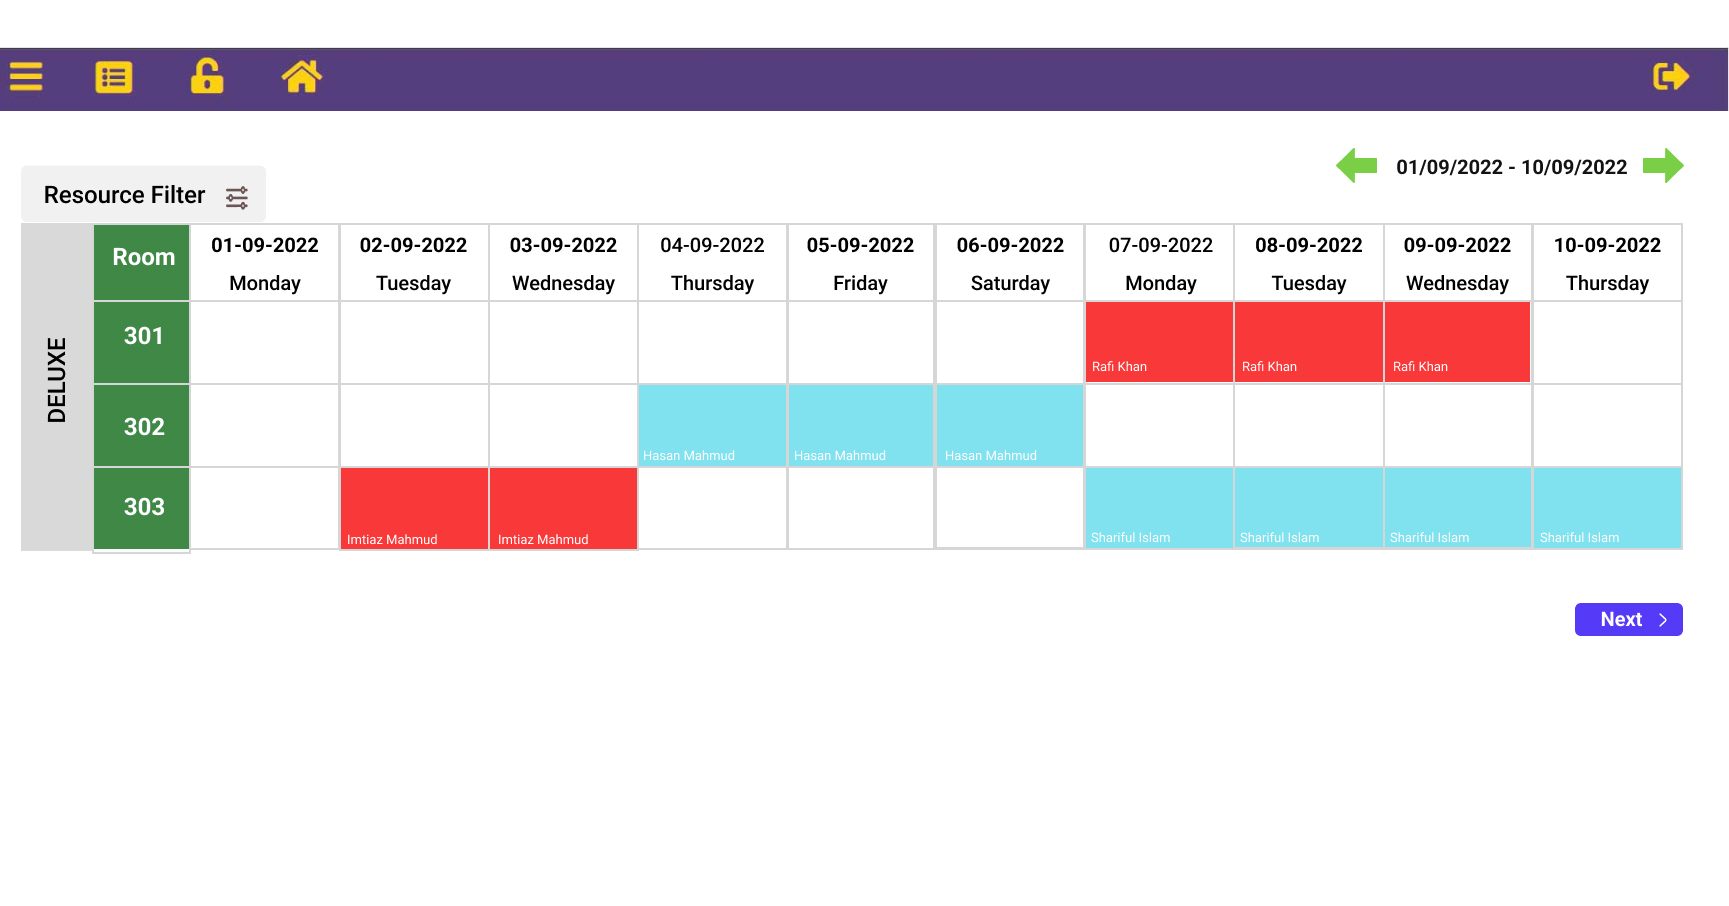 01/09/2022 - 10/09/2022
Resource Filter
DELUXE
Room
01-09-2022
Monday
02-09-2022
Tuesday
03-09-2022
Wednesday
04-09-2022
Thursday
05-09-2022
Friday
06-09-2022
Saturday
07-09-2022
Monday
08-09-2022
Tuesday
09-09-2022
Wednesday
10-09-2022
Thursday
301
Rafi Khan
Rafi Khan
Rafi Khan
302
Hasan Mahmud
Hasan Mahmud
Hasan Mahmud
303
Imtiaz Mahmud
Imtiaz Mahmud
Shariful Islam
Shariful Islam
Shariful Islam
Shariful Islam
Next